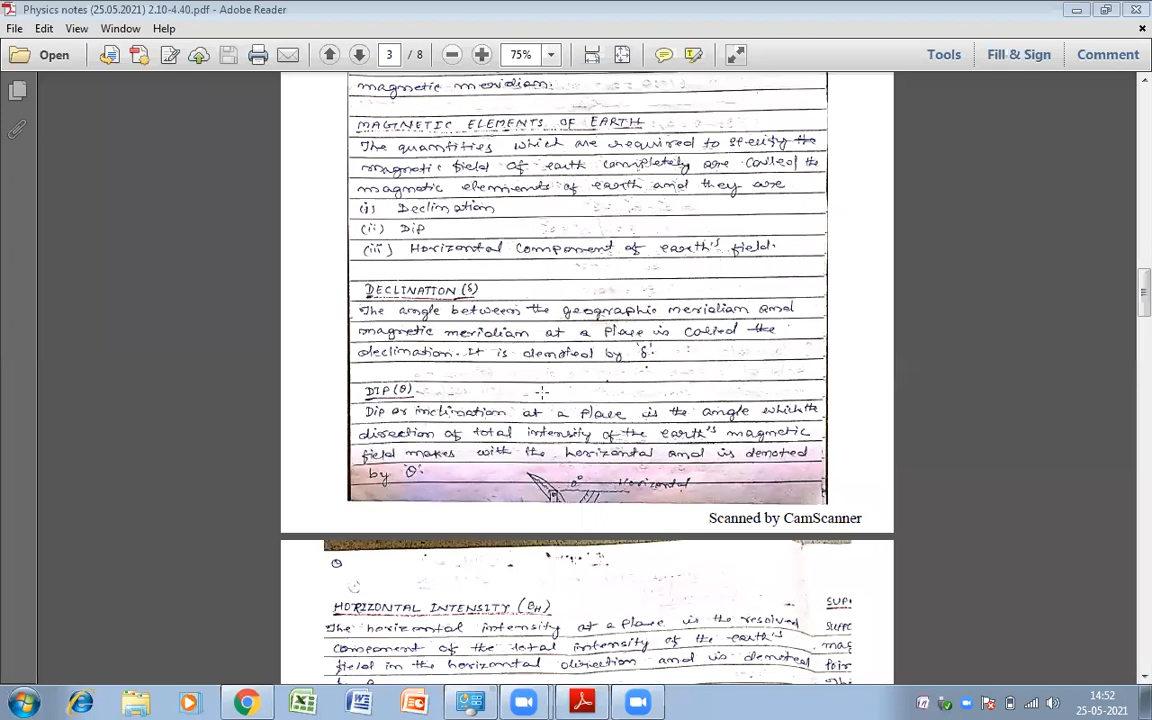 Physics notes (25.05.2021) 2.10-4.40.pdf - Adobe Reader
File Edit View Window Help
Open 3 / 8 75% Tools Fill & Sign Comment
magnetic meridian.
MAGNETIC ELEMENTS OF EARTH
The quantities which are required to specify the
magnetic field of earth completely are called the
magnetic elements of earth and they are
(i) Declination
(ii) Dip
(iii) Horizontal component of earth's field.
DECLINATION (δ)
The angle between the geographic meridian and
magnetic meridian at a place is called the
declination. It is denoted by 'δ'.
DIP (θ)
Dip or inclination at a place is the angle which the
direction of total intensity of the earth's magnetic
field makes with the horizontal and is denoted
by 'θ'.
Horizontal
Scanned by CamScanner
HORIZONTAL INTENSITY (BH)
The horizontal intensity at a place is the resolved
component of the total intensity of the earth's
field in the horizontal direction and is denoted
14:52
25-05-2021